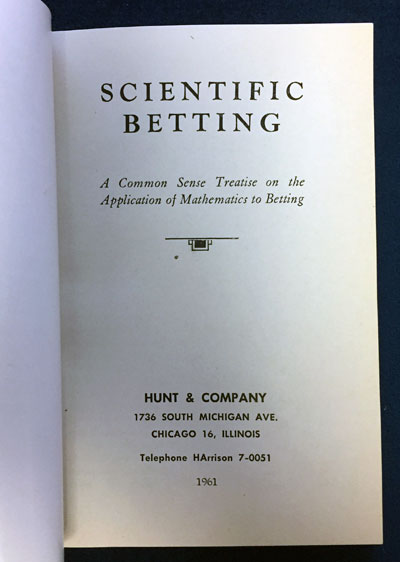 SCIENTIFIC
BETTING
A Common Sense Treatise on the
Application of Mathematics to Betting
HUNT & COMPANY
1736 SOUTH MICHIGAN AVE.
CHICAGO 16, ILLINOIS
Telephone HArrison 7-0051
1961